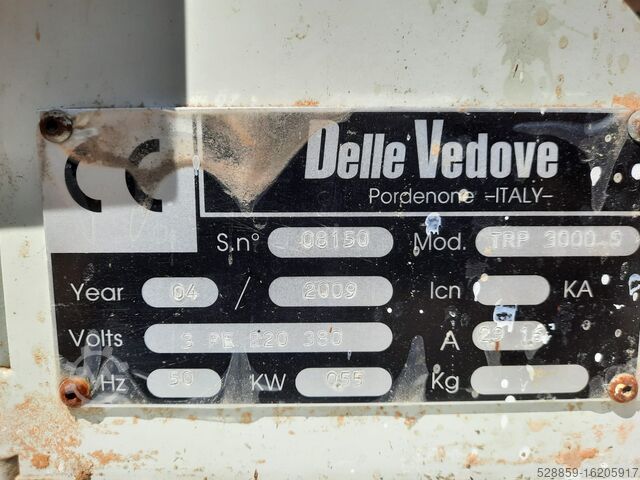 CE
Delle Vedove
Pordenone -ITALY-
S.n° 08150 Mod. TRP 3000 S
Year 04 / 2009 Icn KA
Volts 3 PE 220 380 A
Hz 50 KW 055 Kg
528859-16205917